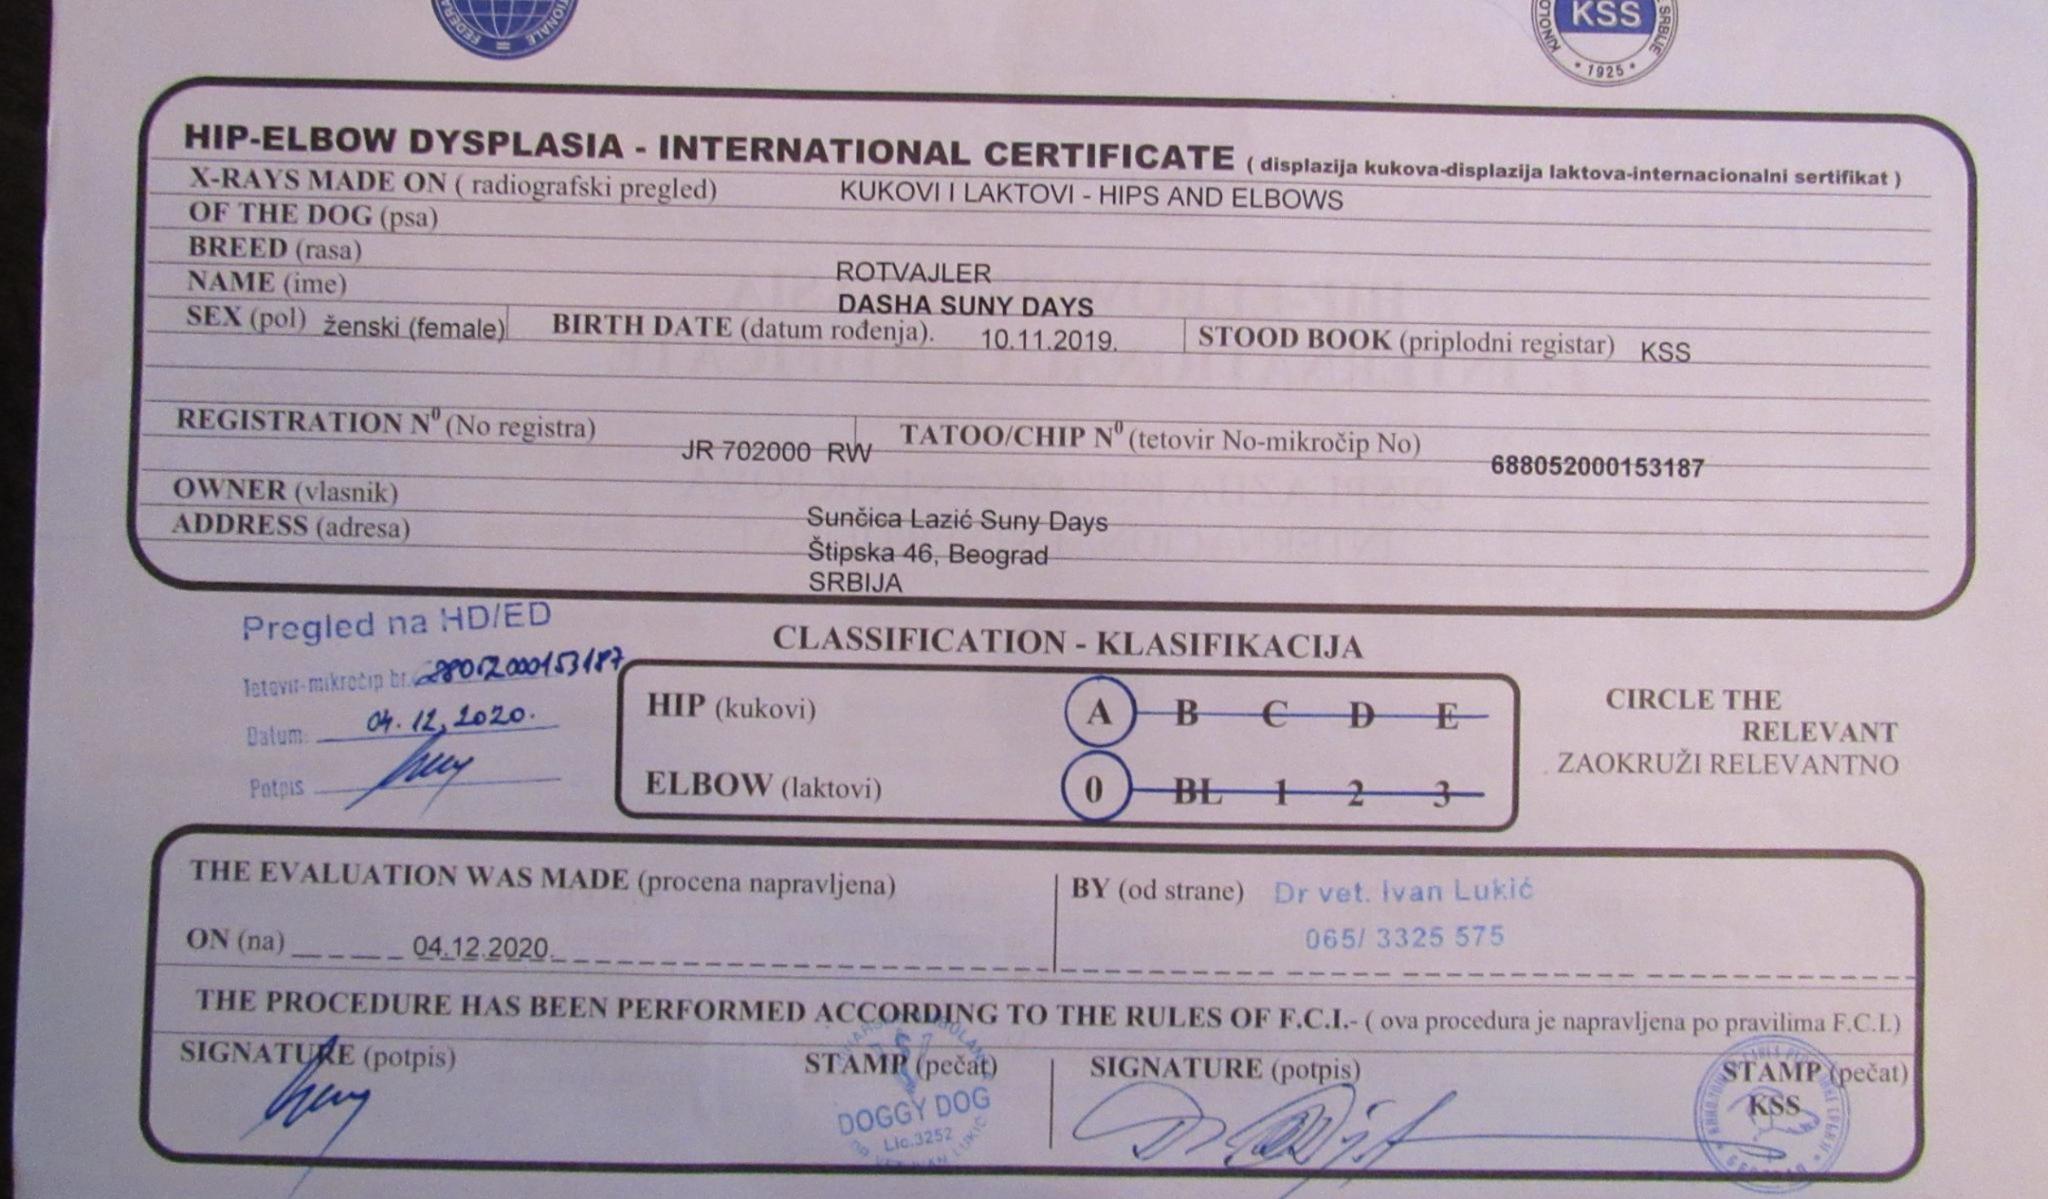 FEDERA
ONALE
KINOLO
KSS
E SRBIJE
* 1925 *
HIP-ELBOW DYSPLASIA - INTERNATIONAL CERTIFICATE ( displazija kukova-displazija laktova-internacionalni sertifikat )
X-RAYS MADE ON ( radiografski pregled) KUKOVI I LAKTOVI - HIPS AND ELBOWS
OF THE DOG (psa)
BREED (rasa) ROTVAJLER
NAME (ime) DASHA SUNY DAYS
SEX (pol) ženski (female) BIRTH DATE (datum rođenja). 10.11.2019. STOOD BOOK (priplodni registar) KSS
REGISTRATION N⁰ (No registra) JR 702000 RW TATOO/CHIP N⁰ (tetovir No-mikročip No) 688052000153187
OWNER (vlasnik) Sunčica Lazić Suny Days
ADDRESS (adresa) Štipska 46, Beograd
SRBIJA
Pregled na HD/ED
Tetovir-mikročip br.
Datum 04.12.2020.
Potpis
CLASSIFICATION - KLASIFIKACIJA
HIP (kukovi) A B C D E
ELBOW (laktovi) 0 BL 1 2 3
CIRCLE THE
RELEVANT
ZAOKRUŽI RELEVANTNO
THE EVALUATION WAS MADE (procena napravljena) BY (od strane) Dr vet. Ivan Lukić
065/ 3325 575
ON (na) 04.12.2020.
THE PROCEDURE HAS BEEN PERFORMED ACCORDING TO THE RULES OF F.C.I.- ( ova procedura je napravljena po pravilima F.C.I.)
SIGNATURE (potpis) STAMP (pečat) SIGNATURE (potpis) STAMP (pečat)
KSS
DOGGY DOG
Lic.3252